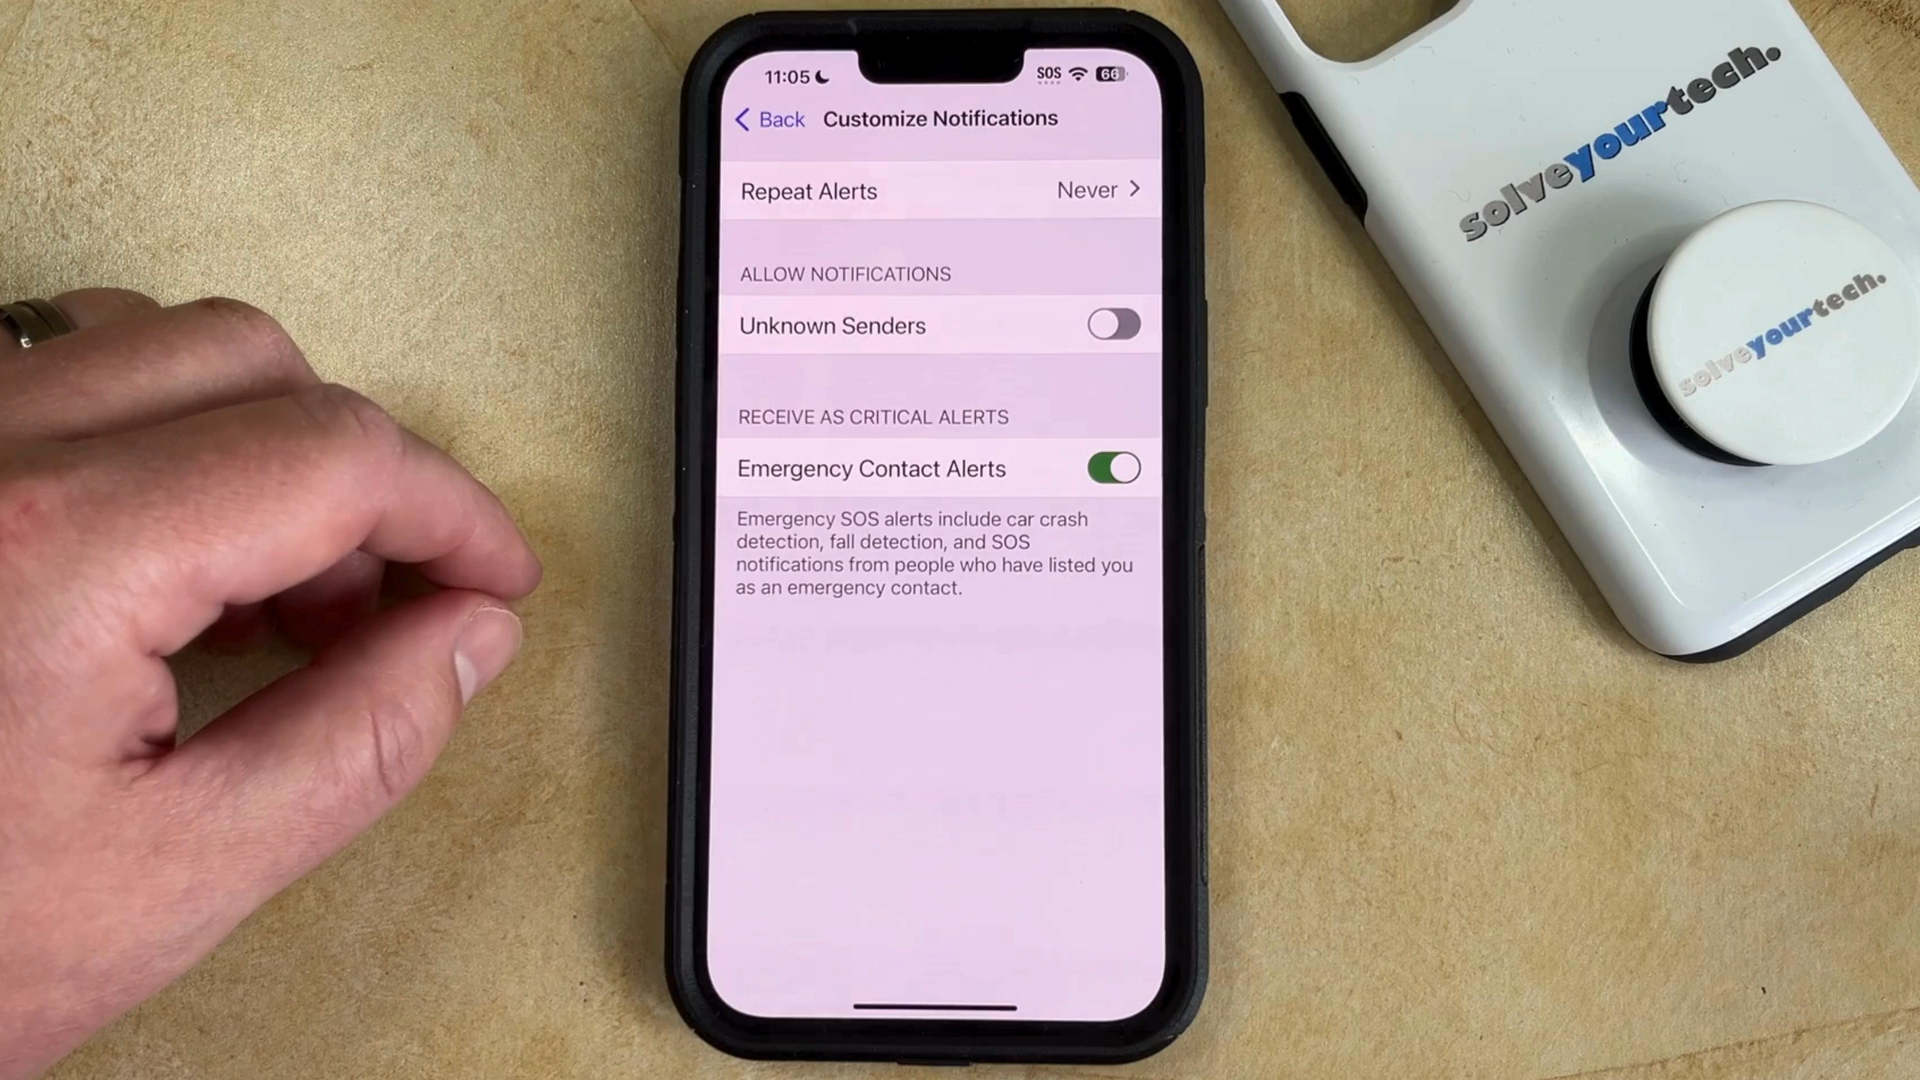 11:05
SOS
66
Back
Customize Notifications
Repeat Alerts
Never
ALLOW NOTIFICATIONS
Unknown Senders
RECEIVE AS CRITICAL ALERTS
Emergency Contact Alerts
Emergency SOS alerts include car crash
detection, fall detection, and SOS
notifications from people who have listed you
as an emergency contact.
solveyourtech.
solveyourtech.